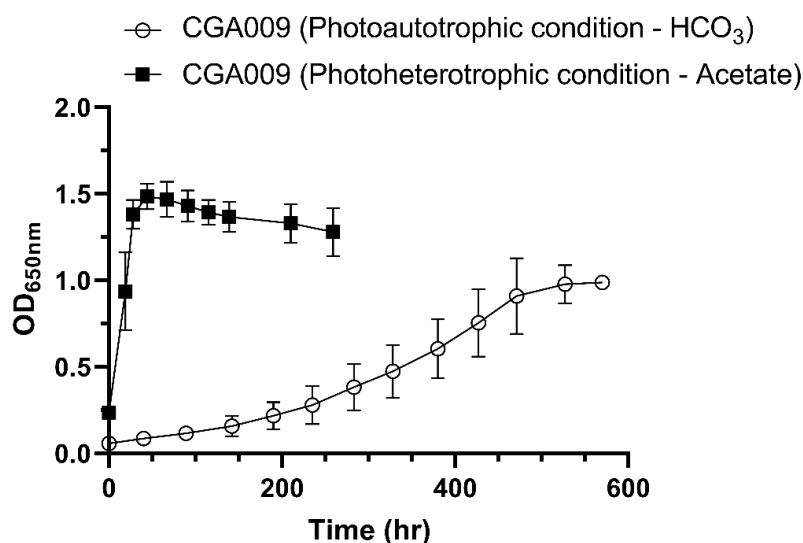 CGA009 (Photoautotrophic condition - HCO₃)
CGA009 (Photoheterotrophic condition - Acetate)
2.0
1.5
1.0
0.5
0.0
OD₆₅₀ₙₘ
0
200
400
600
Time (hr)